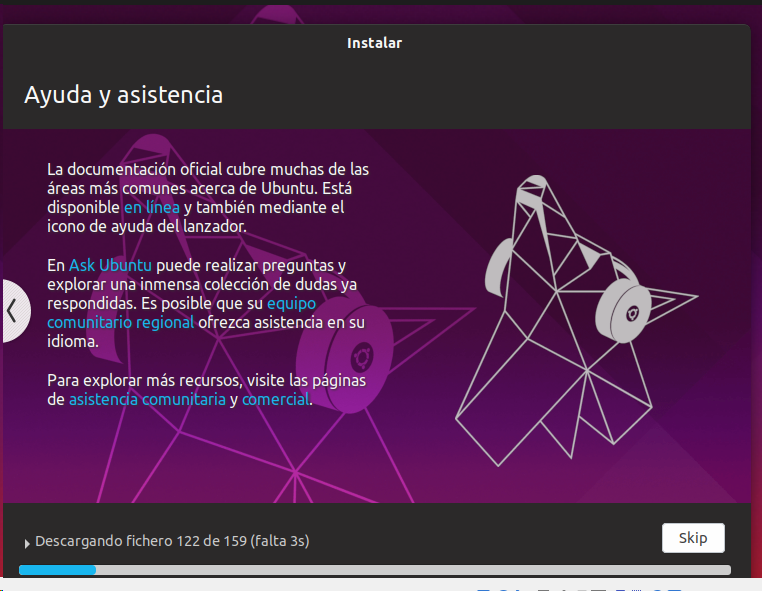 Instalar
Ayuda y asistencia
La documentación oficial cubre muchas de las
áreas más comunes acerca de Ubuntu. Está
disponible en línea y también mediante el
icono de ayuda del lanzador.
En Ask Ubuntu puede realizar preguntas y
explorar una inmensa colección de dudas ya
respondidas. Es posible que su equipo
comunitario regional ofrezca asistencia en su
idioma.
Para explorar más recursos, visite las páginas
de asistencia comunitaria y comercial.
Descargando fichero 122 de 159 (falta 3s)
Skip